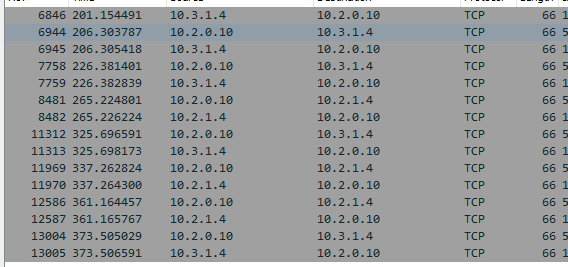 6846 201.154491 10.3.1.4 10.2.0.10 TCP 66 1
6944 206.303787 10.2.0.10 10.3.1.4 TCP 66 5
6945 206.305418 10.3.1.4 10.2.0.10 TCP 66 1
7758 226.381401 10.2.0.10 10.3.1.4 TCP 66 5
7759 226.382839 10.3.1.4 10.2.0.10 TCP 66 1
8481 265.224801 10.2.0.10 10.2.1.4 TCP 66 5
8482 265.226224 10.2.1.4 10.2.0.10 TCP 66 1
11312 325.696591 10.2.0.10 10.3.1.4 TCP 66 5
11313 325.698173 10.3.1.4 10.2.0.10 TCP 66 1
11969 337.262824 10.2.0.10 10.2.1.4 TCP 66 5
11970 337.264300 10.2.1.4 10.2.0.10 TCP 66 1
12586 361.164457 10.2.0.10 10.2.1.4 TCP 66 5
12587 361.165767 10.2.1.4 10.2.0.10 TCP 66 1
13004 373.505029 10.2.0.10 10.3.1.4 TCP 66 5
13005 373.506591 10.3.1.4 10.2.0.10 TCP 66 1